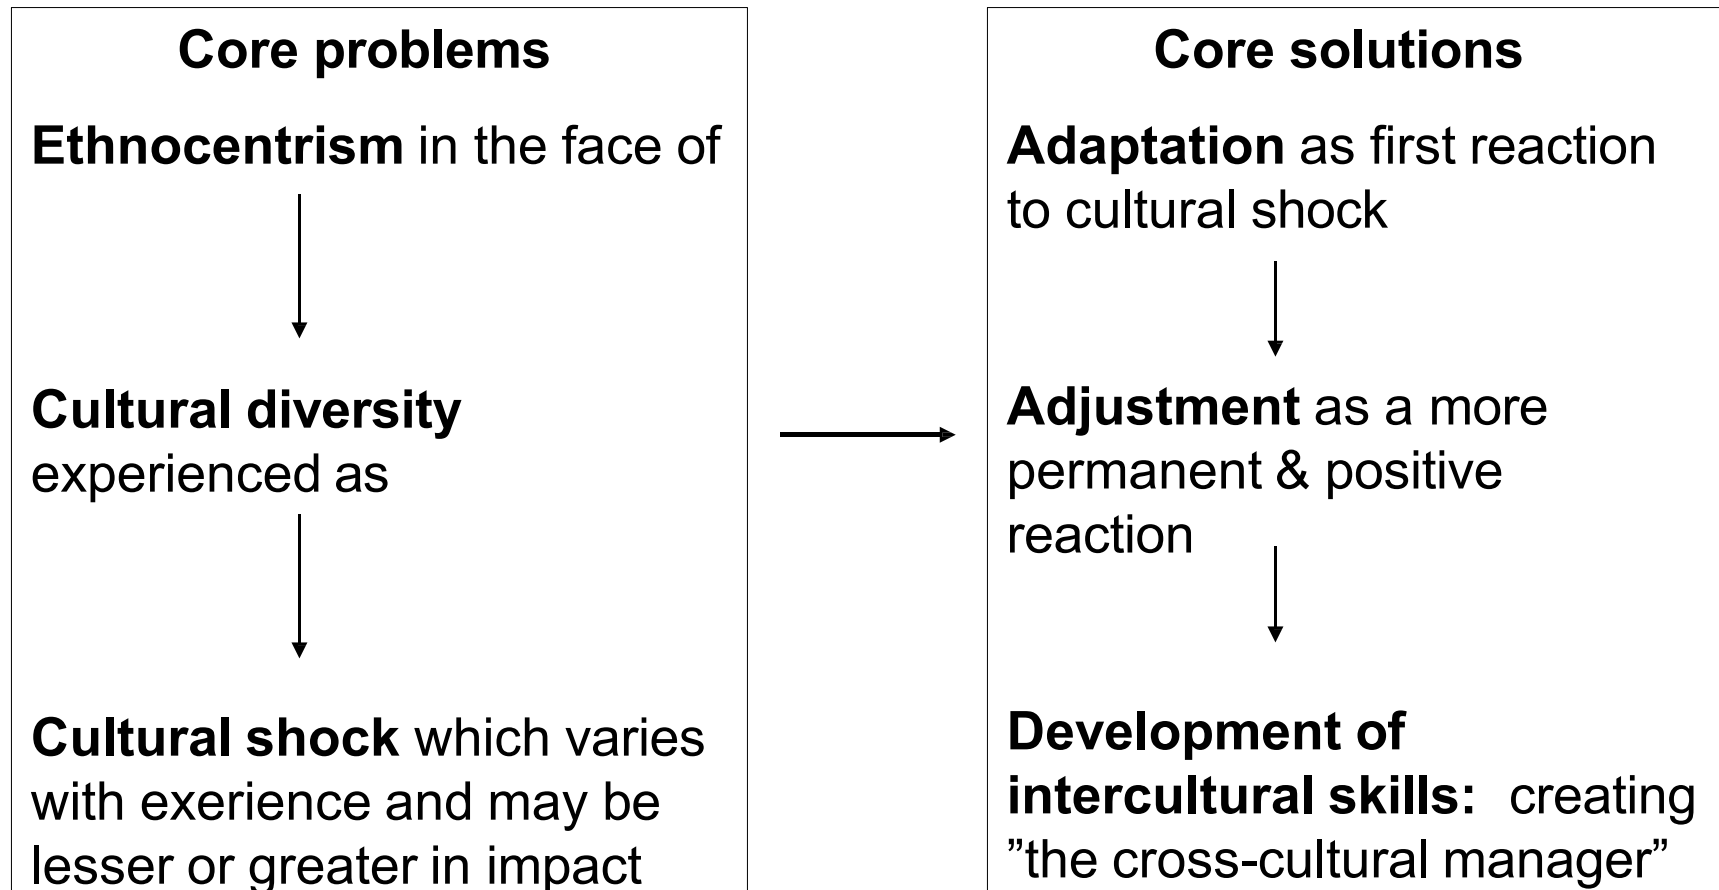 Core problems
Ethnocentrism in the face of
Cultural diversity
experienced as
Cultural shock which varies
with exerience and may be
lesser or greater in impact
Core solutions
Adaptation as first reaction
to cultural shock
Adjustment as a more
permanent & positive
reaction
Development of
intercultural skills: creating
”the cross-cultural manager”